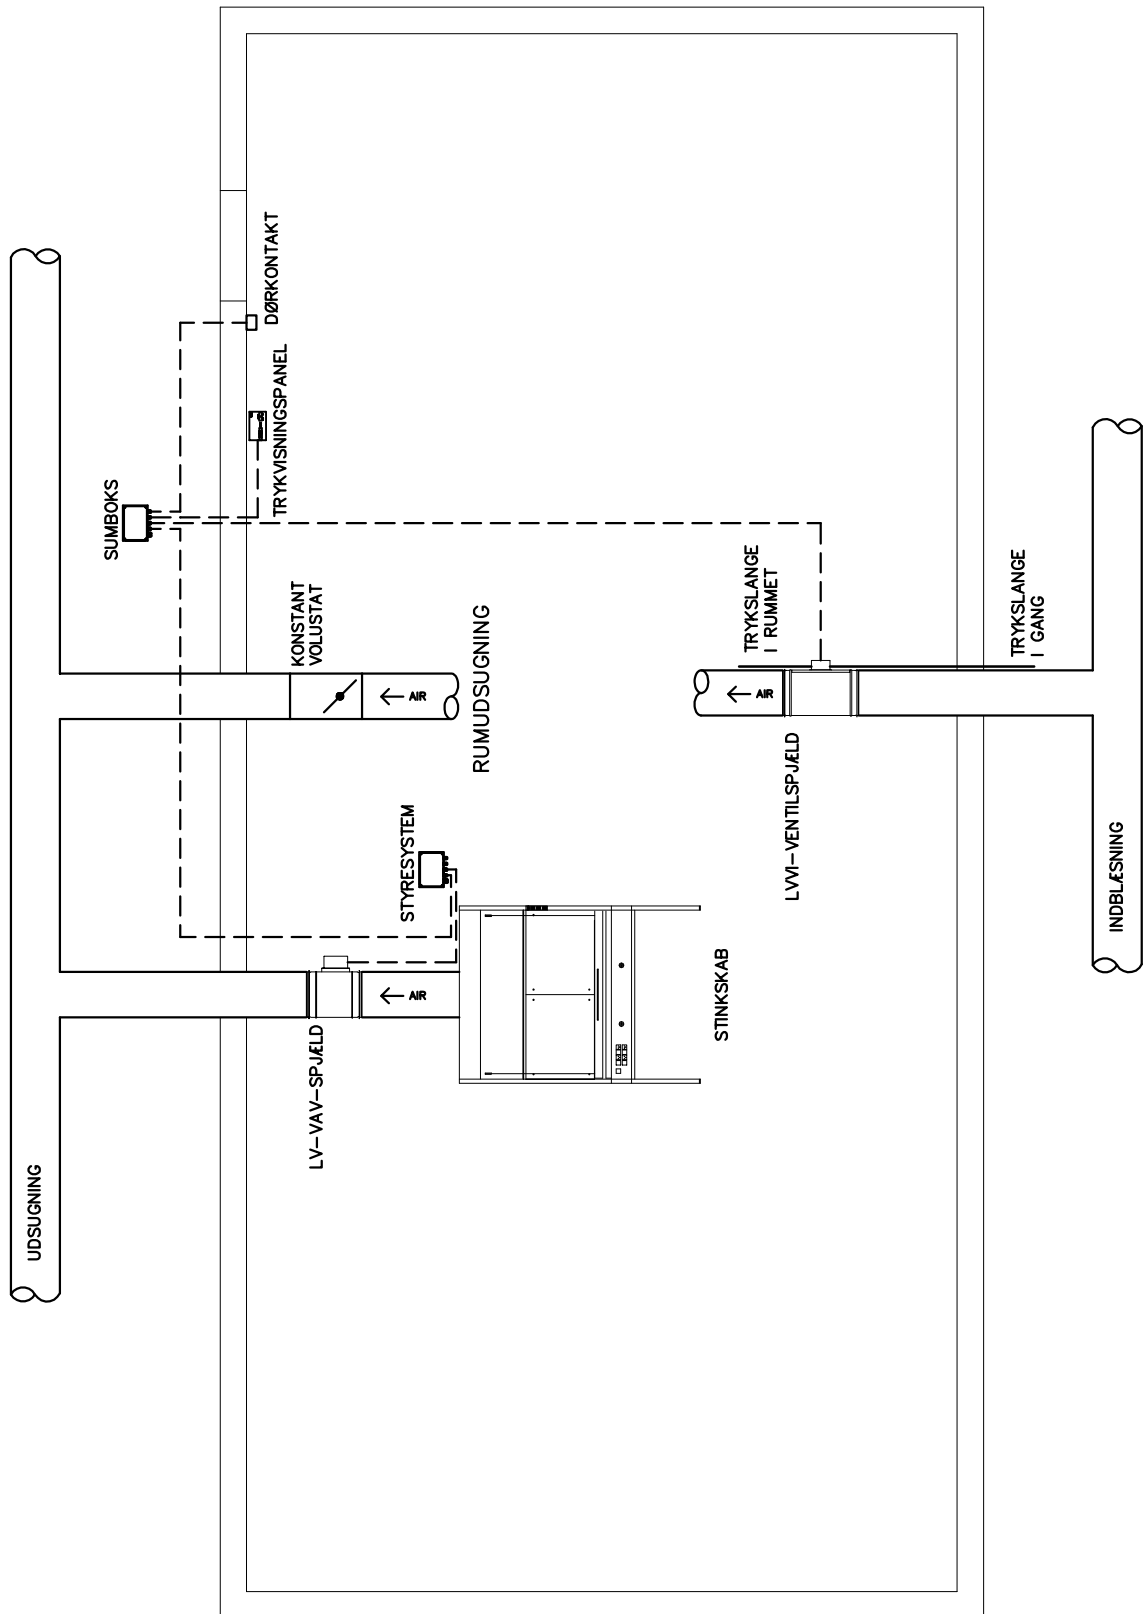 UDSUGNING
SUMBOKS
DØRKONTAKT
TRYKVISNINGSPANEL
KONSTANT
VOLUSTAT
AIR
RUMUDSUGNING
LV-VAV-SPJÆLD
AIR
STYRESYSTEM
STINKSKAB
TRYKSLANGE
I RUMMET
AIR
LVVI-VENTILSPJÆLD
TRYKSLANGE
I GANG
INDBLÆSNING